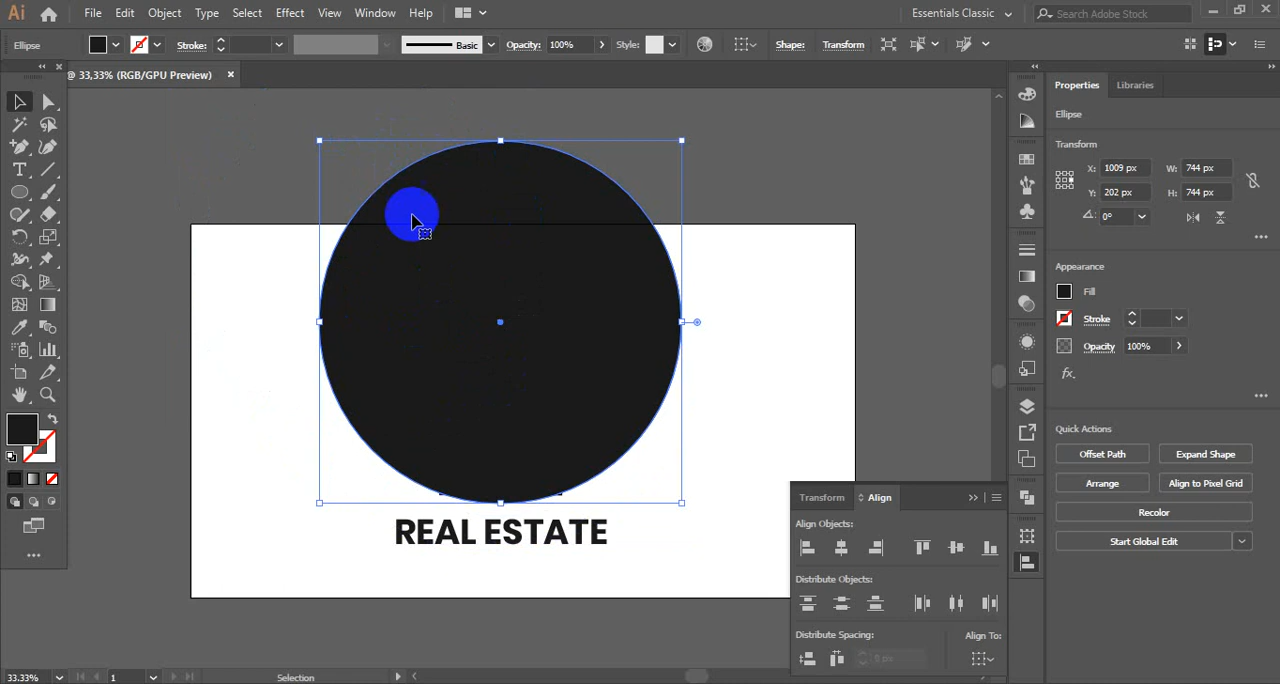 Ai File Edit Object Type Select Effect View Window Help Essentials Classic Search Adobe Stock
Ellipse Stroke: Basic Opacity: 100% Style: Shape: Transform
@ 33,33% (RGB/GPU Preview) ×
Properties Libraries
Ellipse
Transform
X: 1009 px W: 744 px
Y: 202 px H: 744 px
0°
Appearance
Fill
Stroke
Opacity 100%
fx.
Quick Actions
Offset Path Expand Shape
Arrange Align to Pixel Grid
Recolor
Start Global Edit
REAL ESTATE
Transform Align
Align Objects:
Distribute Objects:
Distribute Spacing: Align To:
0 px
33.33% 1 Selection